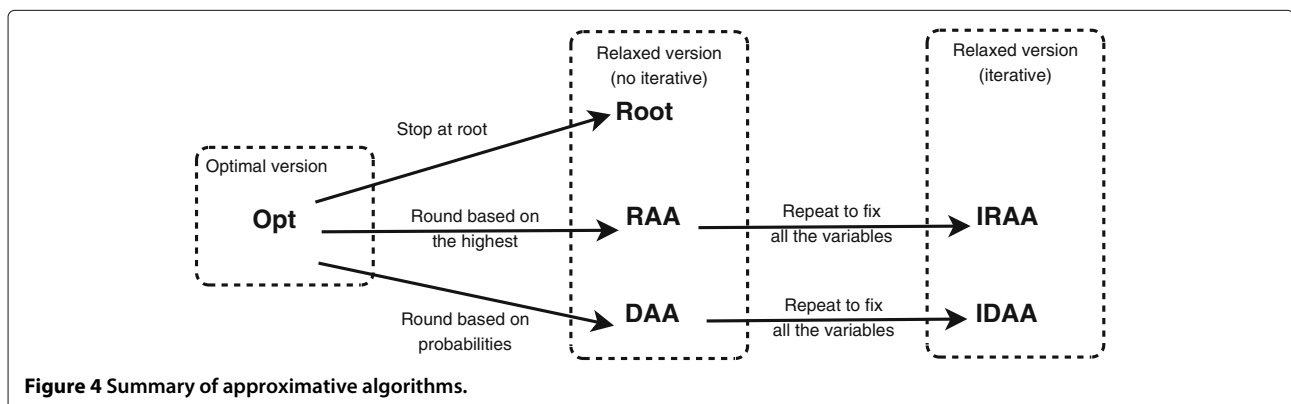 Relaxed version
(no iterative)
Relaxed version
(iterative)
Root
Stop at root
Optimal version
Opt
Round based on
the highest
RAA
Repeat to fix
all the variables
IRAA
Round based on
probabilities
DAA
Repeat to fix
all the variables
IDAA
Figure 4 Summary of approximative algorithms.